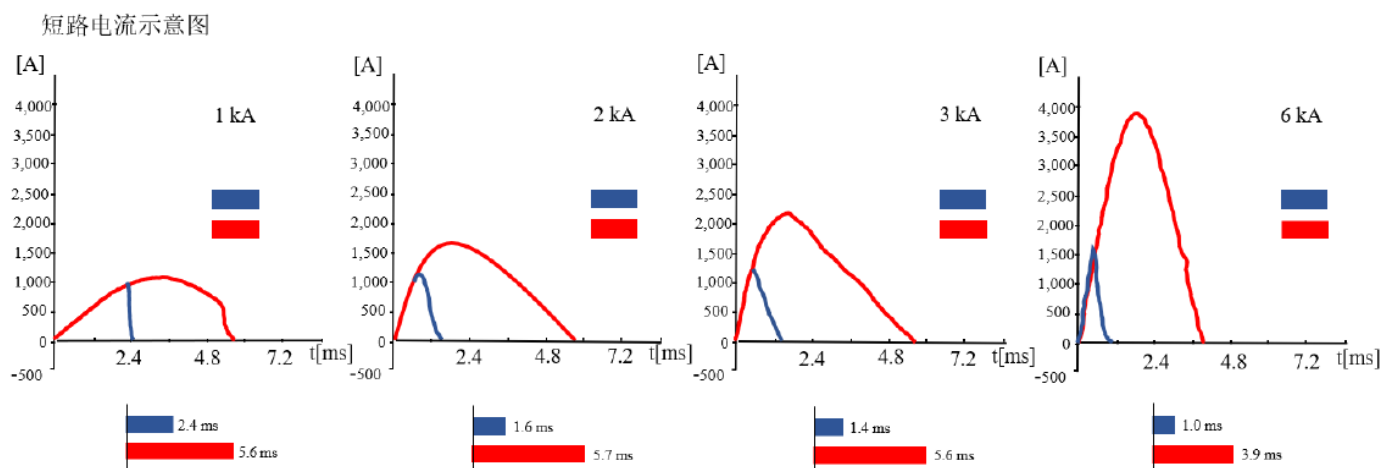 短路电流示意图
[A]
1 kA
4,000
3,500
3,000
2,500
2,000
1,500
1,000
500
0
-500
2.4
4.8
7.2
t[ms]
2.4 ms
5.6 ms
[A]
2 kA
4,000
3,500
3,000
2,500
2,000
1,500
1,000
500
0
-500
2.4
4.8
7.2
t[ms]
1.6 ms
5.7 ms
[A]
3 kA
4,000
3,500
3,000
2,500
2,000
1,500
1,000
500
0
-500
2.4
4.8
7.2
t[ms]
1.4 ms
5.6 ms
[A]
6 kA
4,000
3,500
3,000
2,500
2,000
1,500
1,000
500
0
-500
2.4
4.8
7.2
t[ms]
1.0 ms
3.9 ms